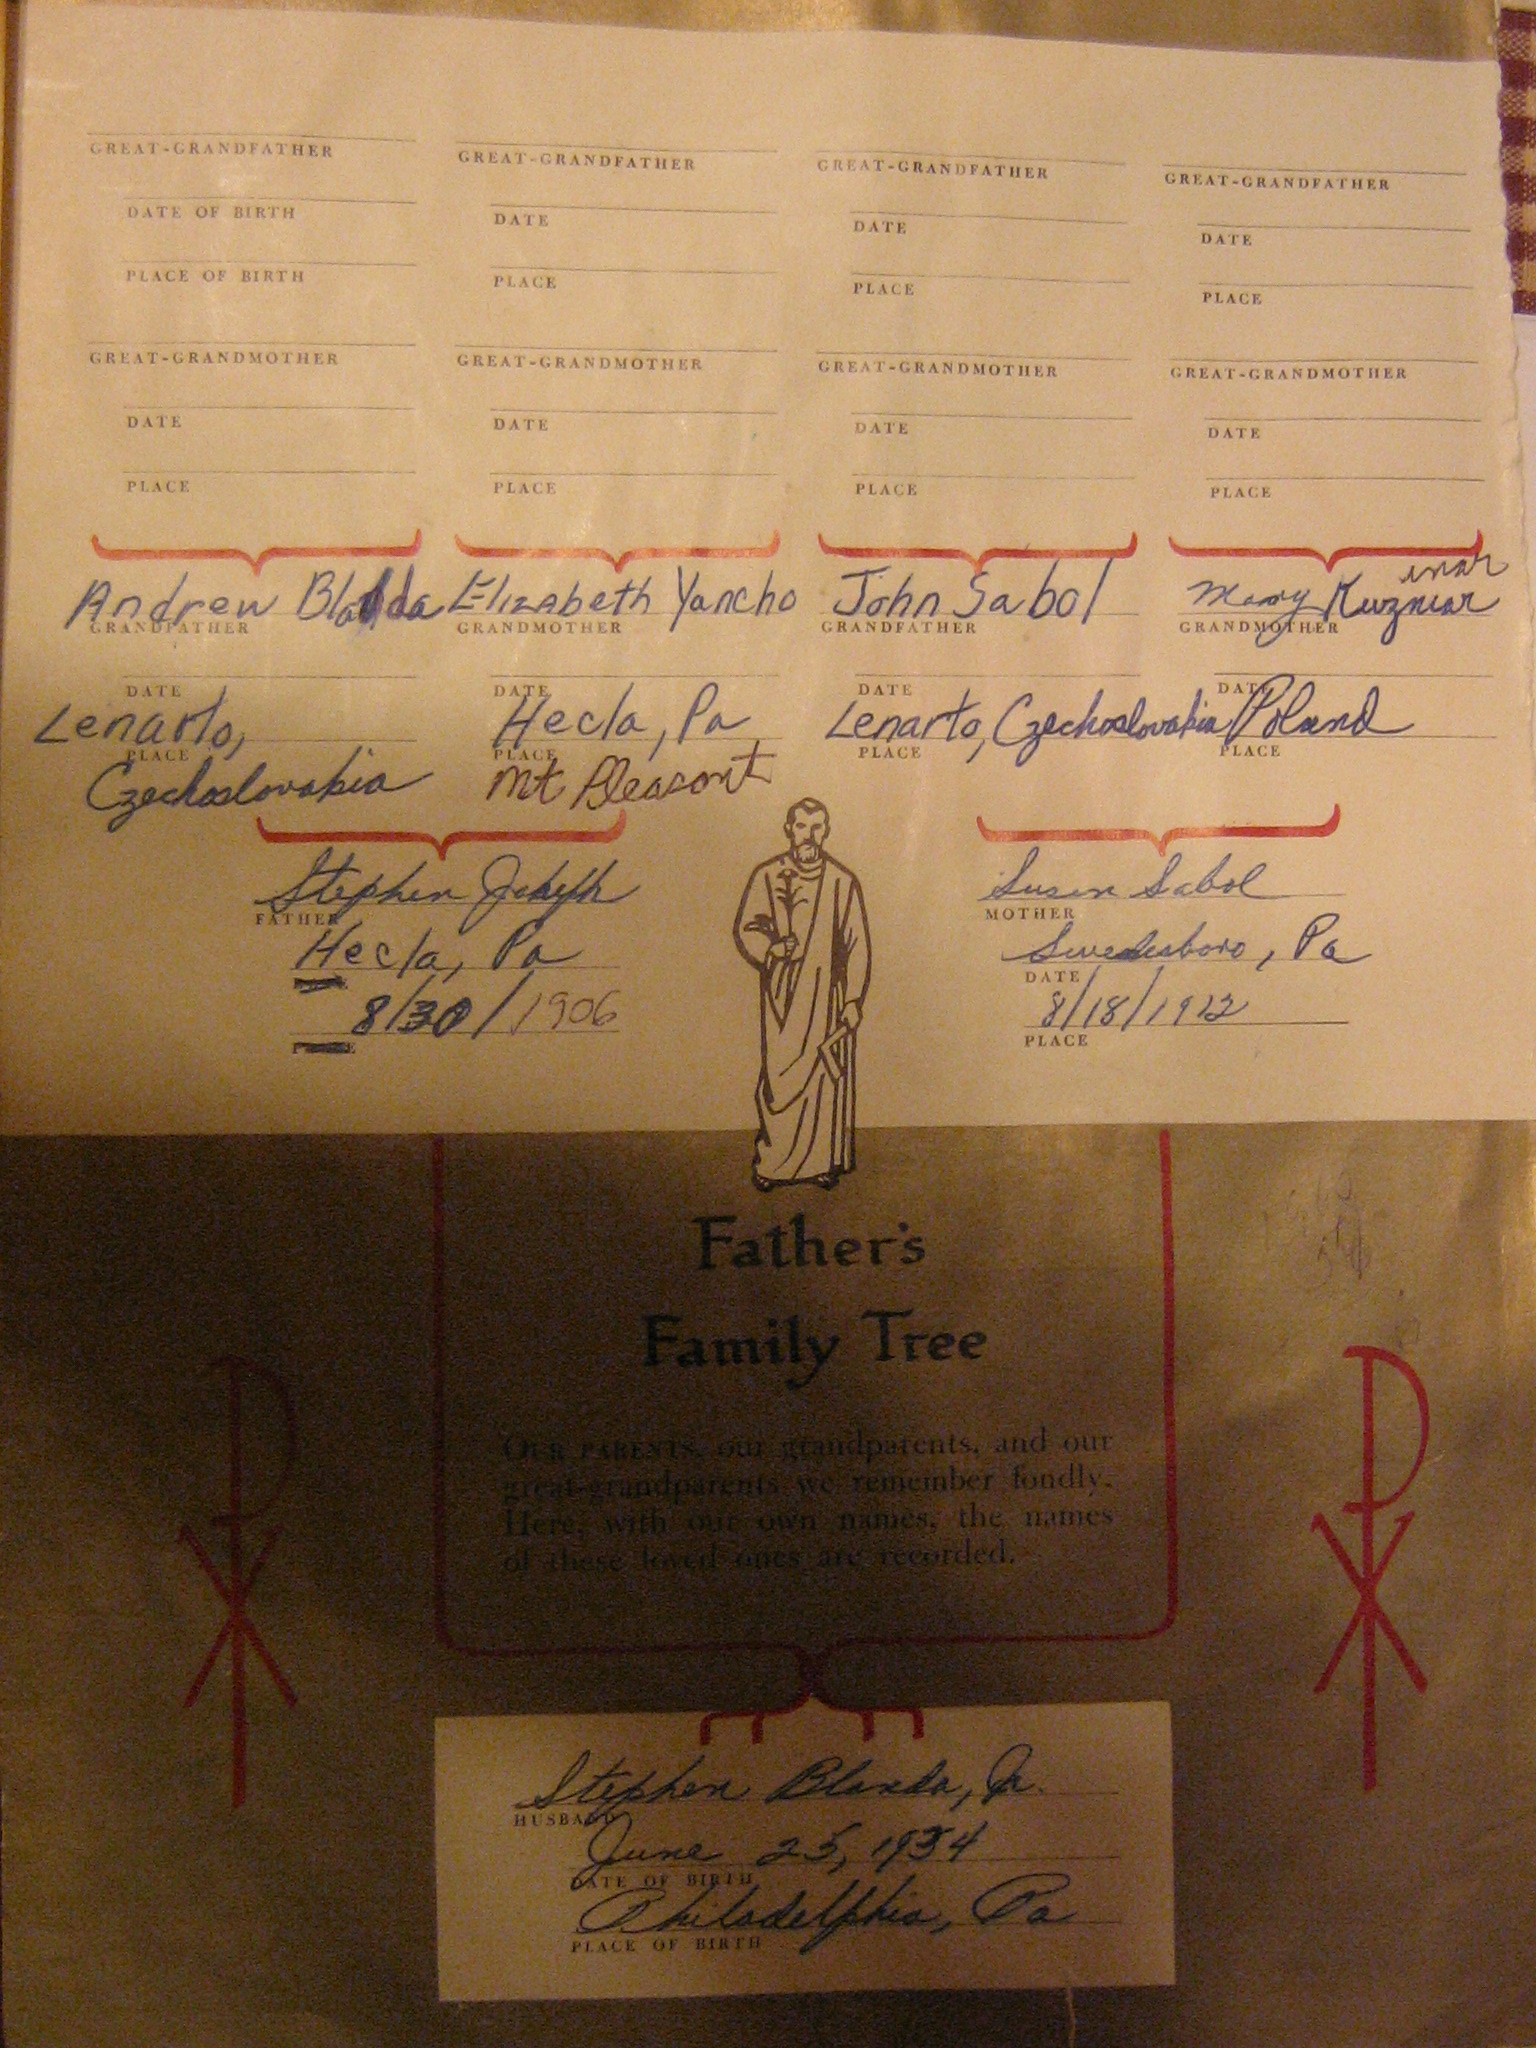 GREAT-GRANDFATHER GREAT-GRANDFATHER GREAT-GRANDFATHER GREAT-GRANDFATHER
DATE OF BIRTH DATE DATE DATE
PLACE OF BIRTH PLACE PLACE PLACE
GREAT-GRANDMOTHER GREAT-GRANDMOTHER GREAT-GRANDMOTHER GREAT-GRANDMOTHER
DATE DATE DATE DATE
PLACE PLACE PLACE PLACE
inar
Andrew Elizabeth Yancho John Sabol Mary Kuzniar
GRANDFATHER GRANDMOTHER GRANDFATHER GRANDMOTHER
DATE DATE DATE DATE
Lenarto, Hecla, Pa Lenarto, Czechoslovakia Poland
PLACE PLACE PLACE PLACE
Czechoslovakia Mt Pleasant
Stephen Joseph Susan Sabol
FATHER MOTHER
Hecla, Pa Swedesboro, Pa
DATE
8/30/1906 8/18/1912
PLACE
Father's
Family Tree
OUR PARENTS, our grandparents, and our
great-grandparents we remember fondly.
Here, with our own names, the names
of these loved ones are recorded.
Stephen Blanda, Jr.
HUSBAND
June 25, 1934
DATE OF BIRTH
Philadelphia, Pa
PLACE OF BIRTH